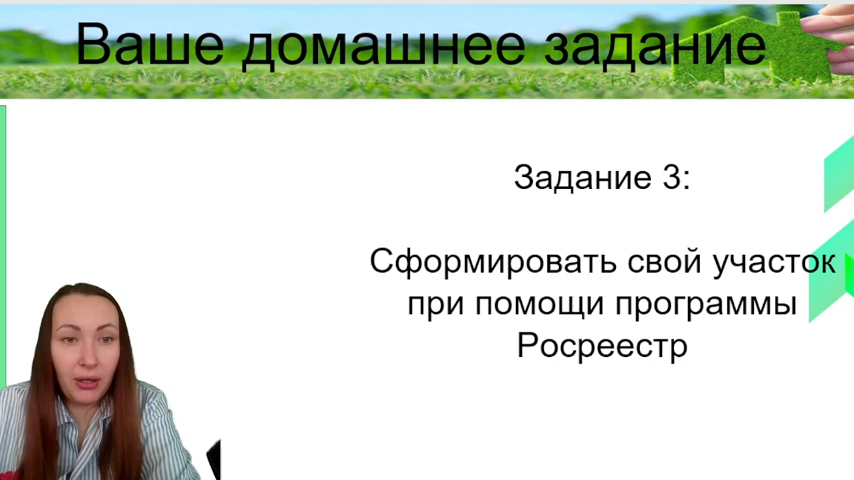 Ваше домашнее задание
Задание 3:
Сформировать свой участок
при помощи программы
Росреестр